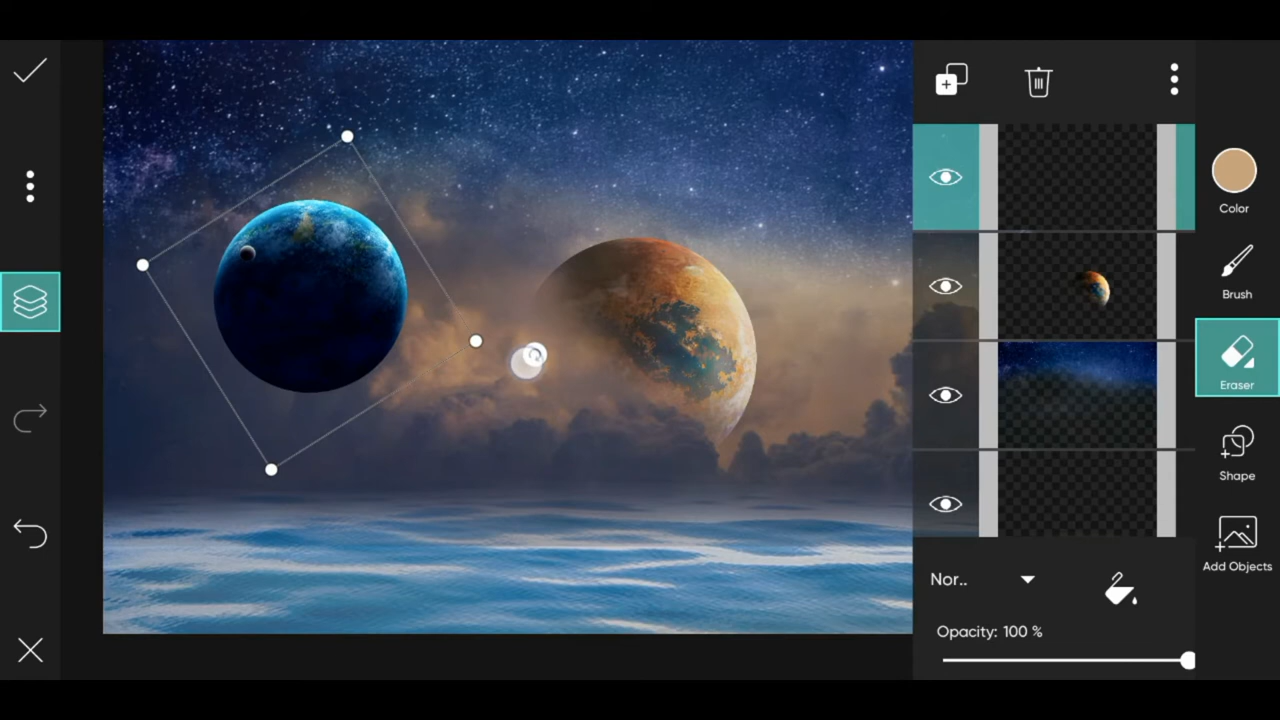 Color
Brush
Eraser
Shape
Add Objects
Nor..
Opacity: 100 %